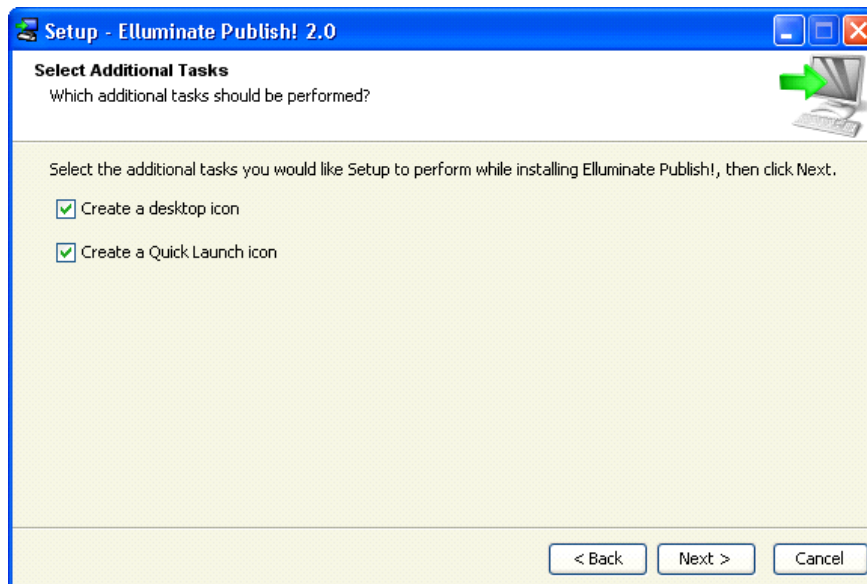 Setup - Elluminate Publish! 2.0
Select Additional Tasks
Which additional tasks should be performed?
Select the additional tasks you would like Setup to perform while installing Elluminate Publish!, then click Next.
Create a desktop icon
Create a Quick Launch icon
< Back Next > Cancel